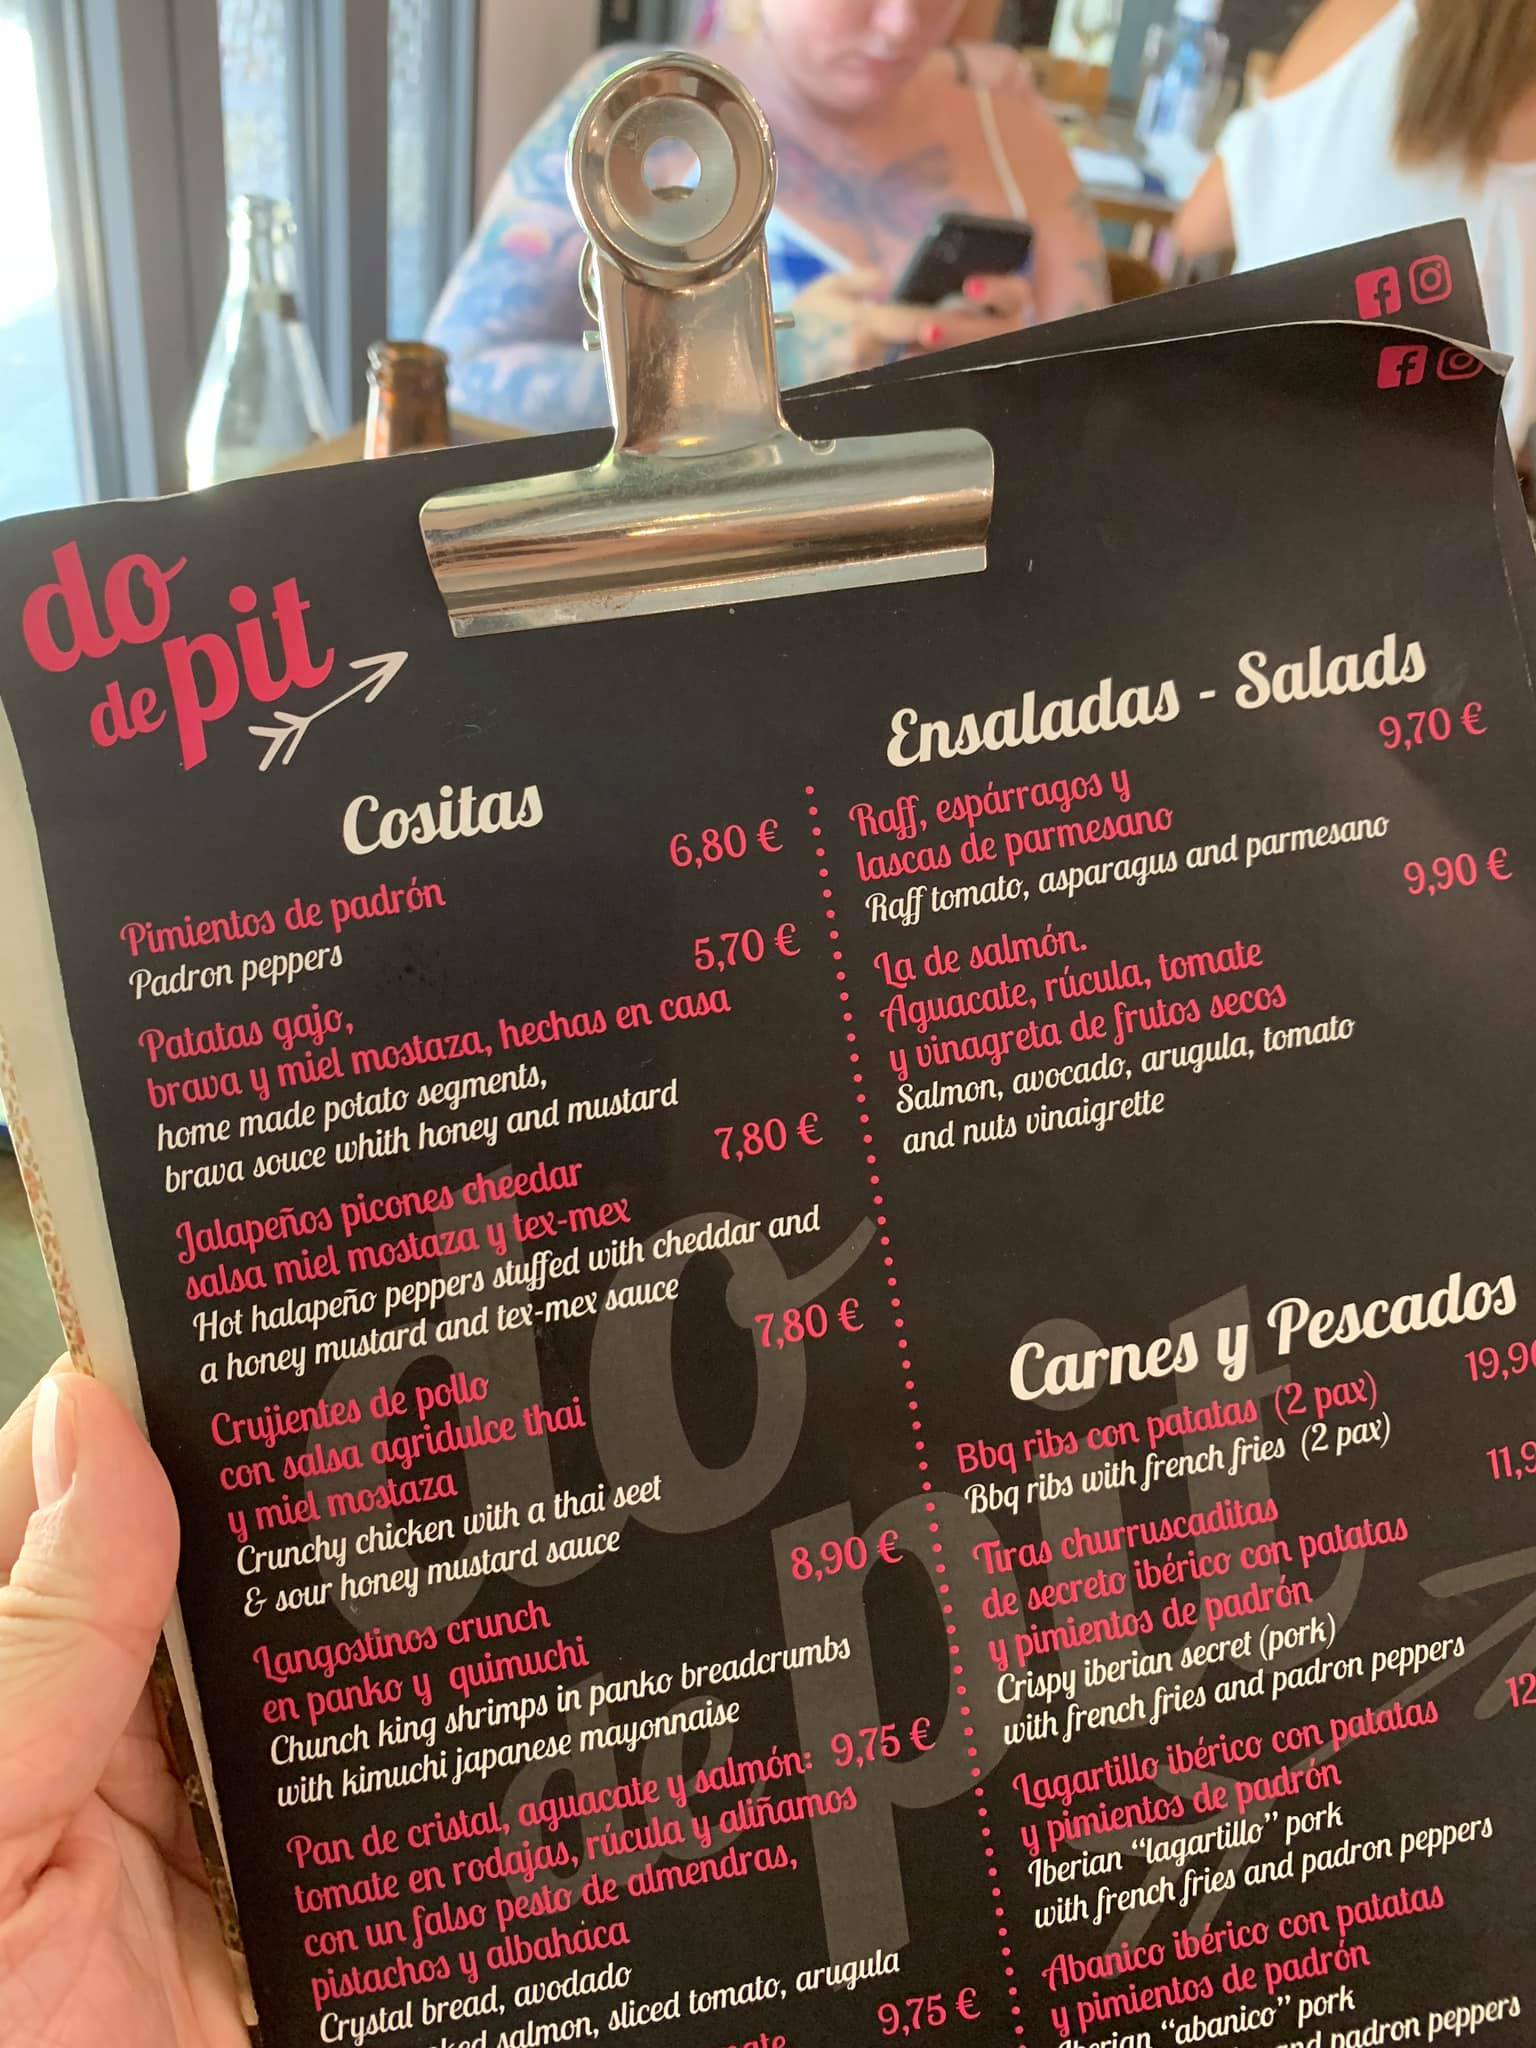 do
de pit
Cositas
6,80 €
Pimientos de padrón
Padron peppers
5,70 €
Patatas gajo,
brava y miel mostaza, hechas en casa
home made potato segments,
brava souce whith honey and mustard
7,80 €
Jalapeños picones cheedar
salsa miel mostaza y tex-mex
Hot halapeño peppers stuffed with cheddar and
a honey mustard and tex-mex sauce
7,80 €
Crujientes de pollo
con salsa agridulce thai
y miel mostaza
Crunchy chicken with a thai seet
& sour honey mustard sauce
8,90 €
Langostinos crunch
en panko y quimuchi
Chunch king shrimps in panko breadcrumbs
with kimuchi japanese mayonnaise
Pan de cristal, aguacate y salmón: 9,75 €
tomate en rodajas, rúcula y aliñamos
con un falso pesto de almendras,
pistachos y albaháca
Crystal bread, avodado
salmon, sliced tomato, arugula
9,75 €
Ensaladas - Salads
9,70 €
Raff, espárragos y
lascas de parmesano
Raff tomato, asparagus and parmesano
9,90 €
La de salmón.
Aguacate, rúcula, tomate
y vinagreta de frutos secos
Salmon, avocado, arugula, tomato
and nuts vinaigrette
Carnes y Pescados
19,90
Bbq ribs con patatas (2 pax)
Bbq ribs with french fries (2 pax)
11,9
Tiras churruscaditas
de secreto ibérico con patatas
y pimientos de padrón
Crispy iberian secret (pork)
with french fries and padron peppers
12
Lagartillo ibérico con patatas
y pimientos de padrón
Iberian “lagartillo” pork
with french fries and padron peppers
Abanico ibérico con patatas
y pimientos de padrón
Iberian “abanico” pork
and padron peppers
do
de pit